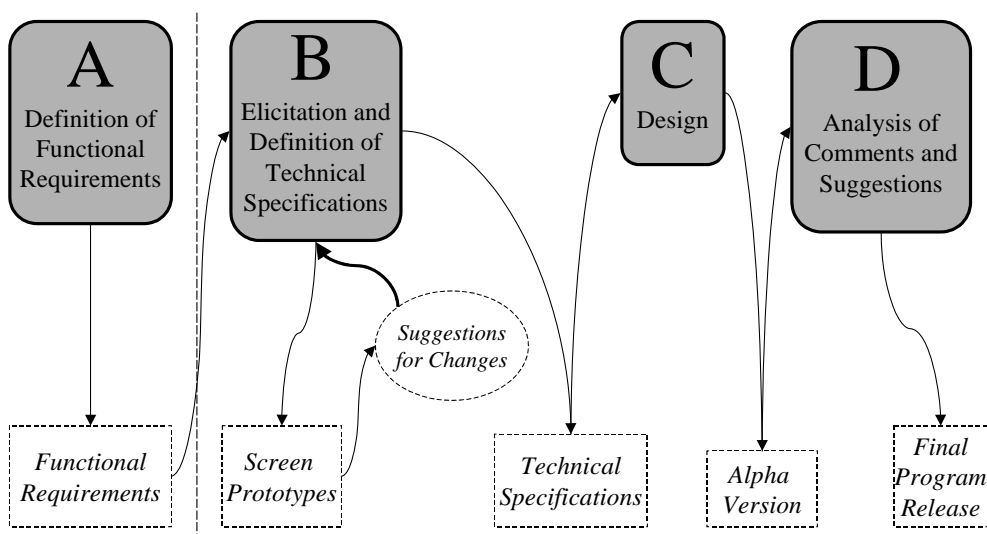 A
Definition of
Functional
Requirements
B
Elicitation and
Definition of
Technical
Specifications
C
Design
D
Analysis of
Comments and
Suggestions
Suggestions
for Changes
Functional
Requirements
Screen
Prototypes
Technical
Specifications
Alpha
Version
Final
Program
Release